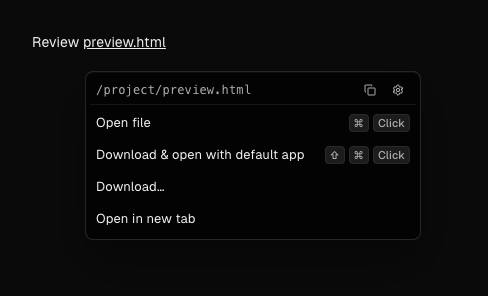 Review preview.html
/project/preview.html
Open file ⌘ Click
Download & open with default app ⇧ ⌘ Click
Download…
Open in new tab